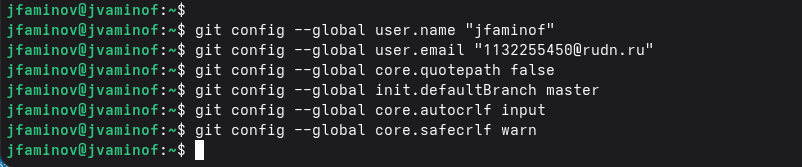 jfaminov@jvaminof:~$
jfaminov@jvaminof:~$ git config --global user.name "jfaminof"
jfaminov@jvaminof:~$ git config --global user.email "1132255450@rudn.ru"
jfaminov@jvaminof:~$ git config --global core.quotepath false
jfaminov@jvaminof:~$ git config --global init.defaultBranch master
jfaminov@jvaminof:~$ git config --global core.autocrlf input
jfaminov@jvaminof:~$ git config --global core.safecrlf warn
jfaminov@jvaminof:~$